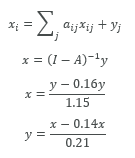 xᵢ = ∑ⱼ aᵢⱼxᵢⱼ + yⱼ
x = (I − A)⁻¹y
x = (y − 0.16y) / 1.15
y = (x − 0.14x) / 0.21